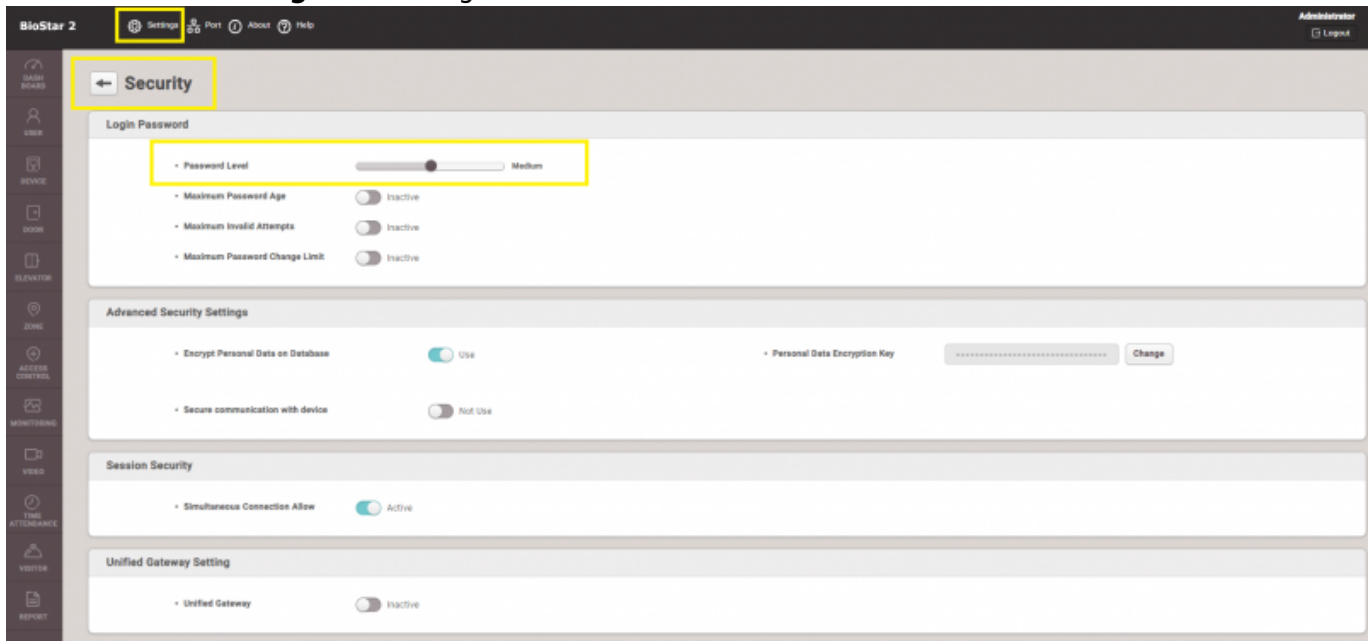 BioStar 2 Settings Port About Help Administrator
Logout
DASH
BOARD
USER
DEVICE
DOOR
ELEVATOR
ZONE
ACCESS
CONTROL
MONITORING
VIDEO
TIME
ATTENDANCE
VISITOR
REPORT
← Security
Login Password
• Password Level Medium
• Maximum Password Age Inactive
• Maximum Invalid Attempts Inactive
• Maximum Password Change Limit Inactive
Advanced Security Settings
• Encrypt Personal Data on Database Use • Personal Data Encryption Key Change
• Secure communication with device Not Use
Session Security
• Simultaneous Connection Allow Active
Unified Gateway Setting
• Unified Gateway Inactive